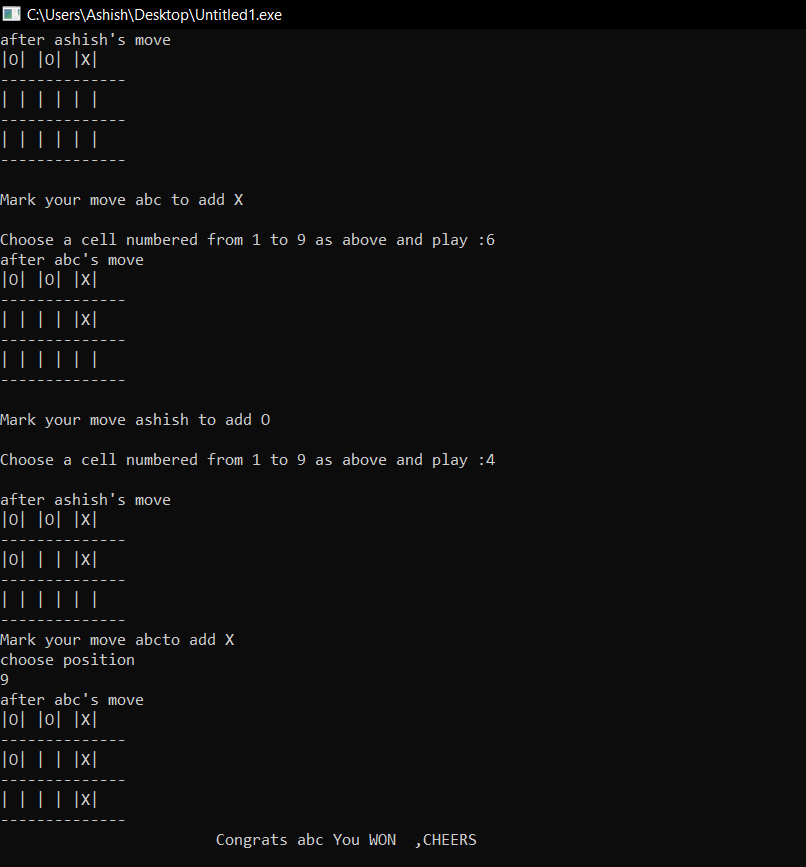 C:\Users\Ashish\Desktop\Untitled1.exe
after ashish's move
|O| |O| |X|
--------------
| | | | | |
--------------
| | | | | |
--------------
Mark your move abc to add X
Choose a cell numbered from 1 to 9 as above and play :6
after abc's move
|O| |O| |X|
--------------
| | | | |X|
--------------
| | | | | |
--------------
Mark your move ashish to add O
Choose a cell numbered from 1 to 9 as above and play :4
after ashish's move
|O| |O| |X|
--------------
|O| | | |X|
--------------
| | | | | |
--------------
Mark your move abcto add X
choose position
9
after abc's move
|O| |O| |X|
--------------
|O| | | |X|
--------------
| | | | |X|
--------------
Congrats abc You WON  ,CHEERS